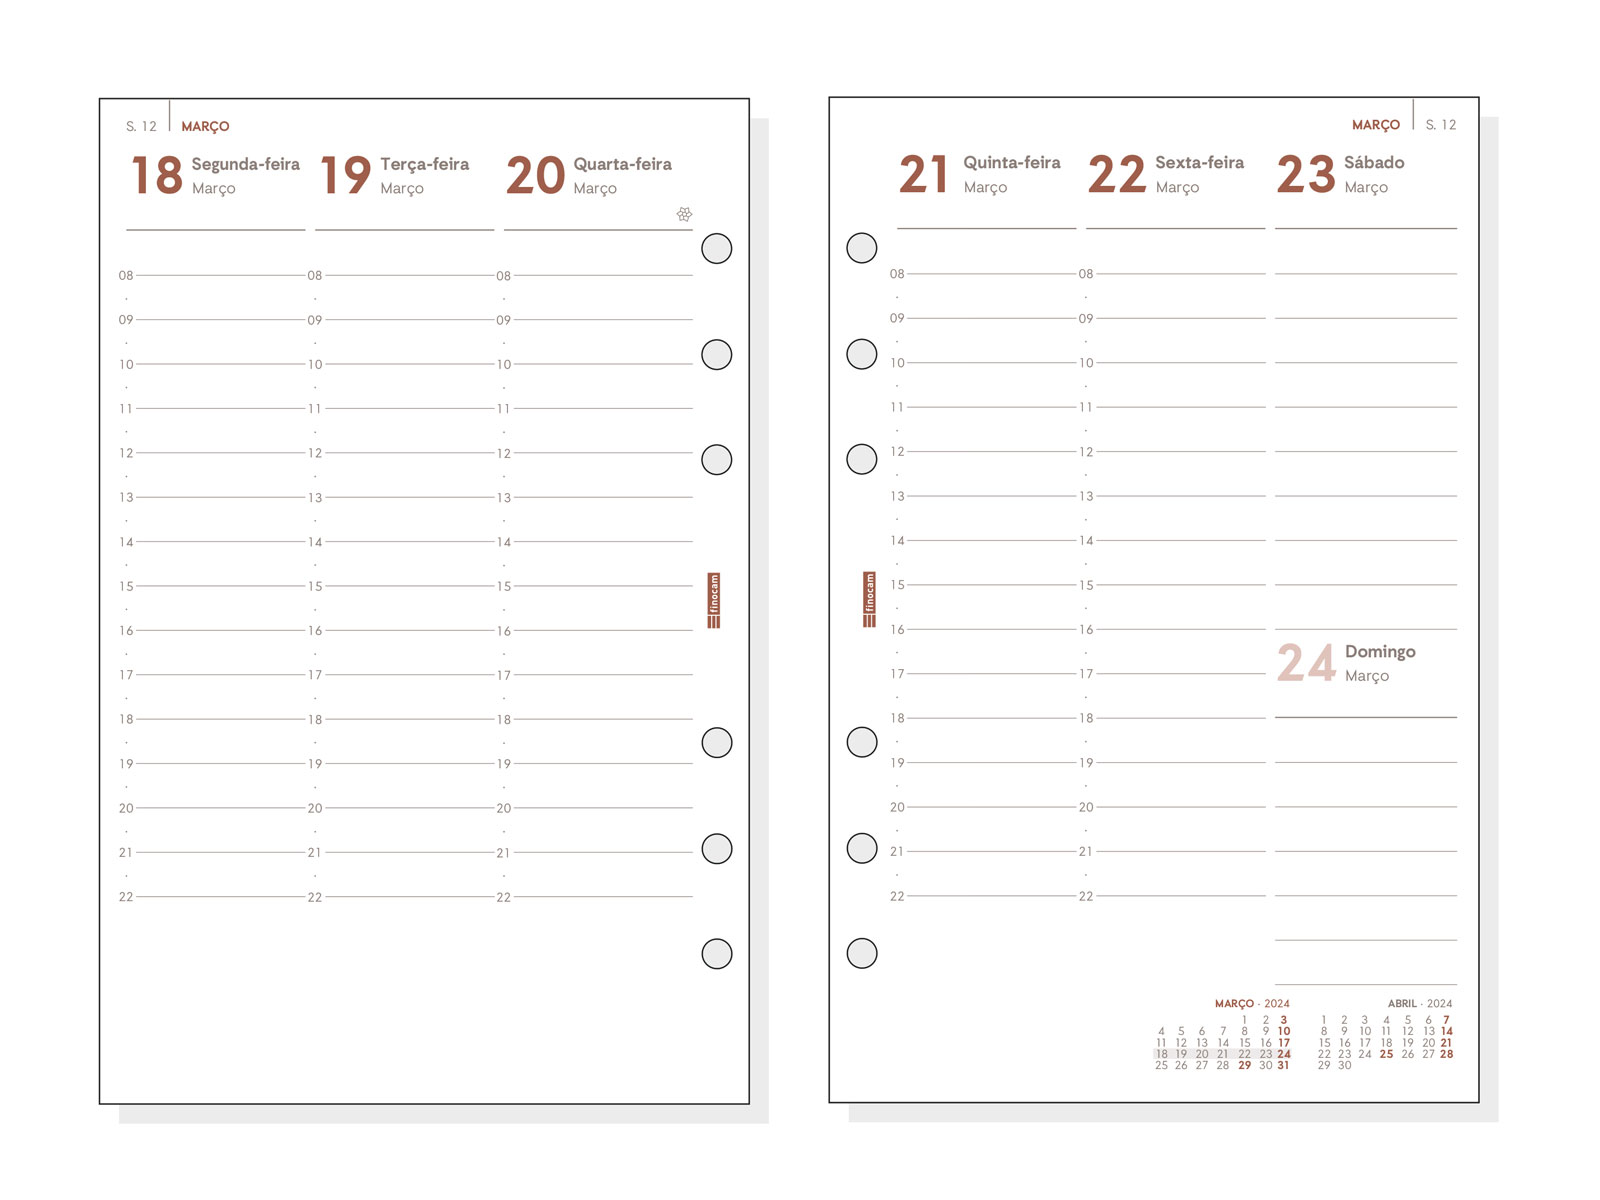 S. 12 MARÇO
18 Segunda-feira Março
19 Terça-feira Março
20 Quarta-feira Março
08 08 08
09 09 09
10 10 10
11 11 11
12 12 12
13 13 13
14 14 14
15 15 15
16 16 16
17 17 17
18 18 18
19 19 19
20 20 20
21 21 21
22 22 22
finocam
MARÇO S. 12
21 Quinta-feira Março
22 Sexta-feira Março
23 Sábado Março
08 08
09 09
10 10
11 11
12 12
13 13
14 14
15 15
16 16
17 17
18 18
19 19
20 20
21 21
22 22
finocam
24 Domingo Março
MARÇO · 2024
1 2 3
4 5 6 7 8 9 10
11 12 13 14 15 16 17
18 19 20 21 22 23 24
25 26 27 28 29 30 31
ABRIL · 2024
1 2 3 4 5 6 7
8 9 10 11 12 13 14
15 16 17 18 19 20 21
22 23 24 25 26 27 28
29 30